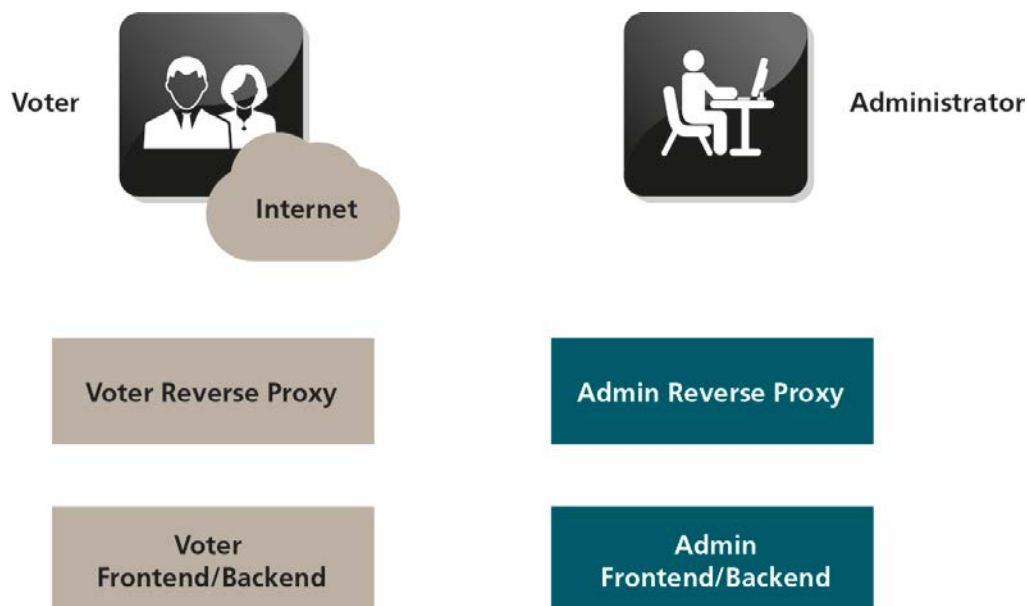 Voter
Administrator
Internet
Voter Reverse Proxy
Admin Reverse Proxy
Voter
Frontend/Backend
Admin
Frontend/Backend